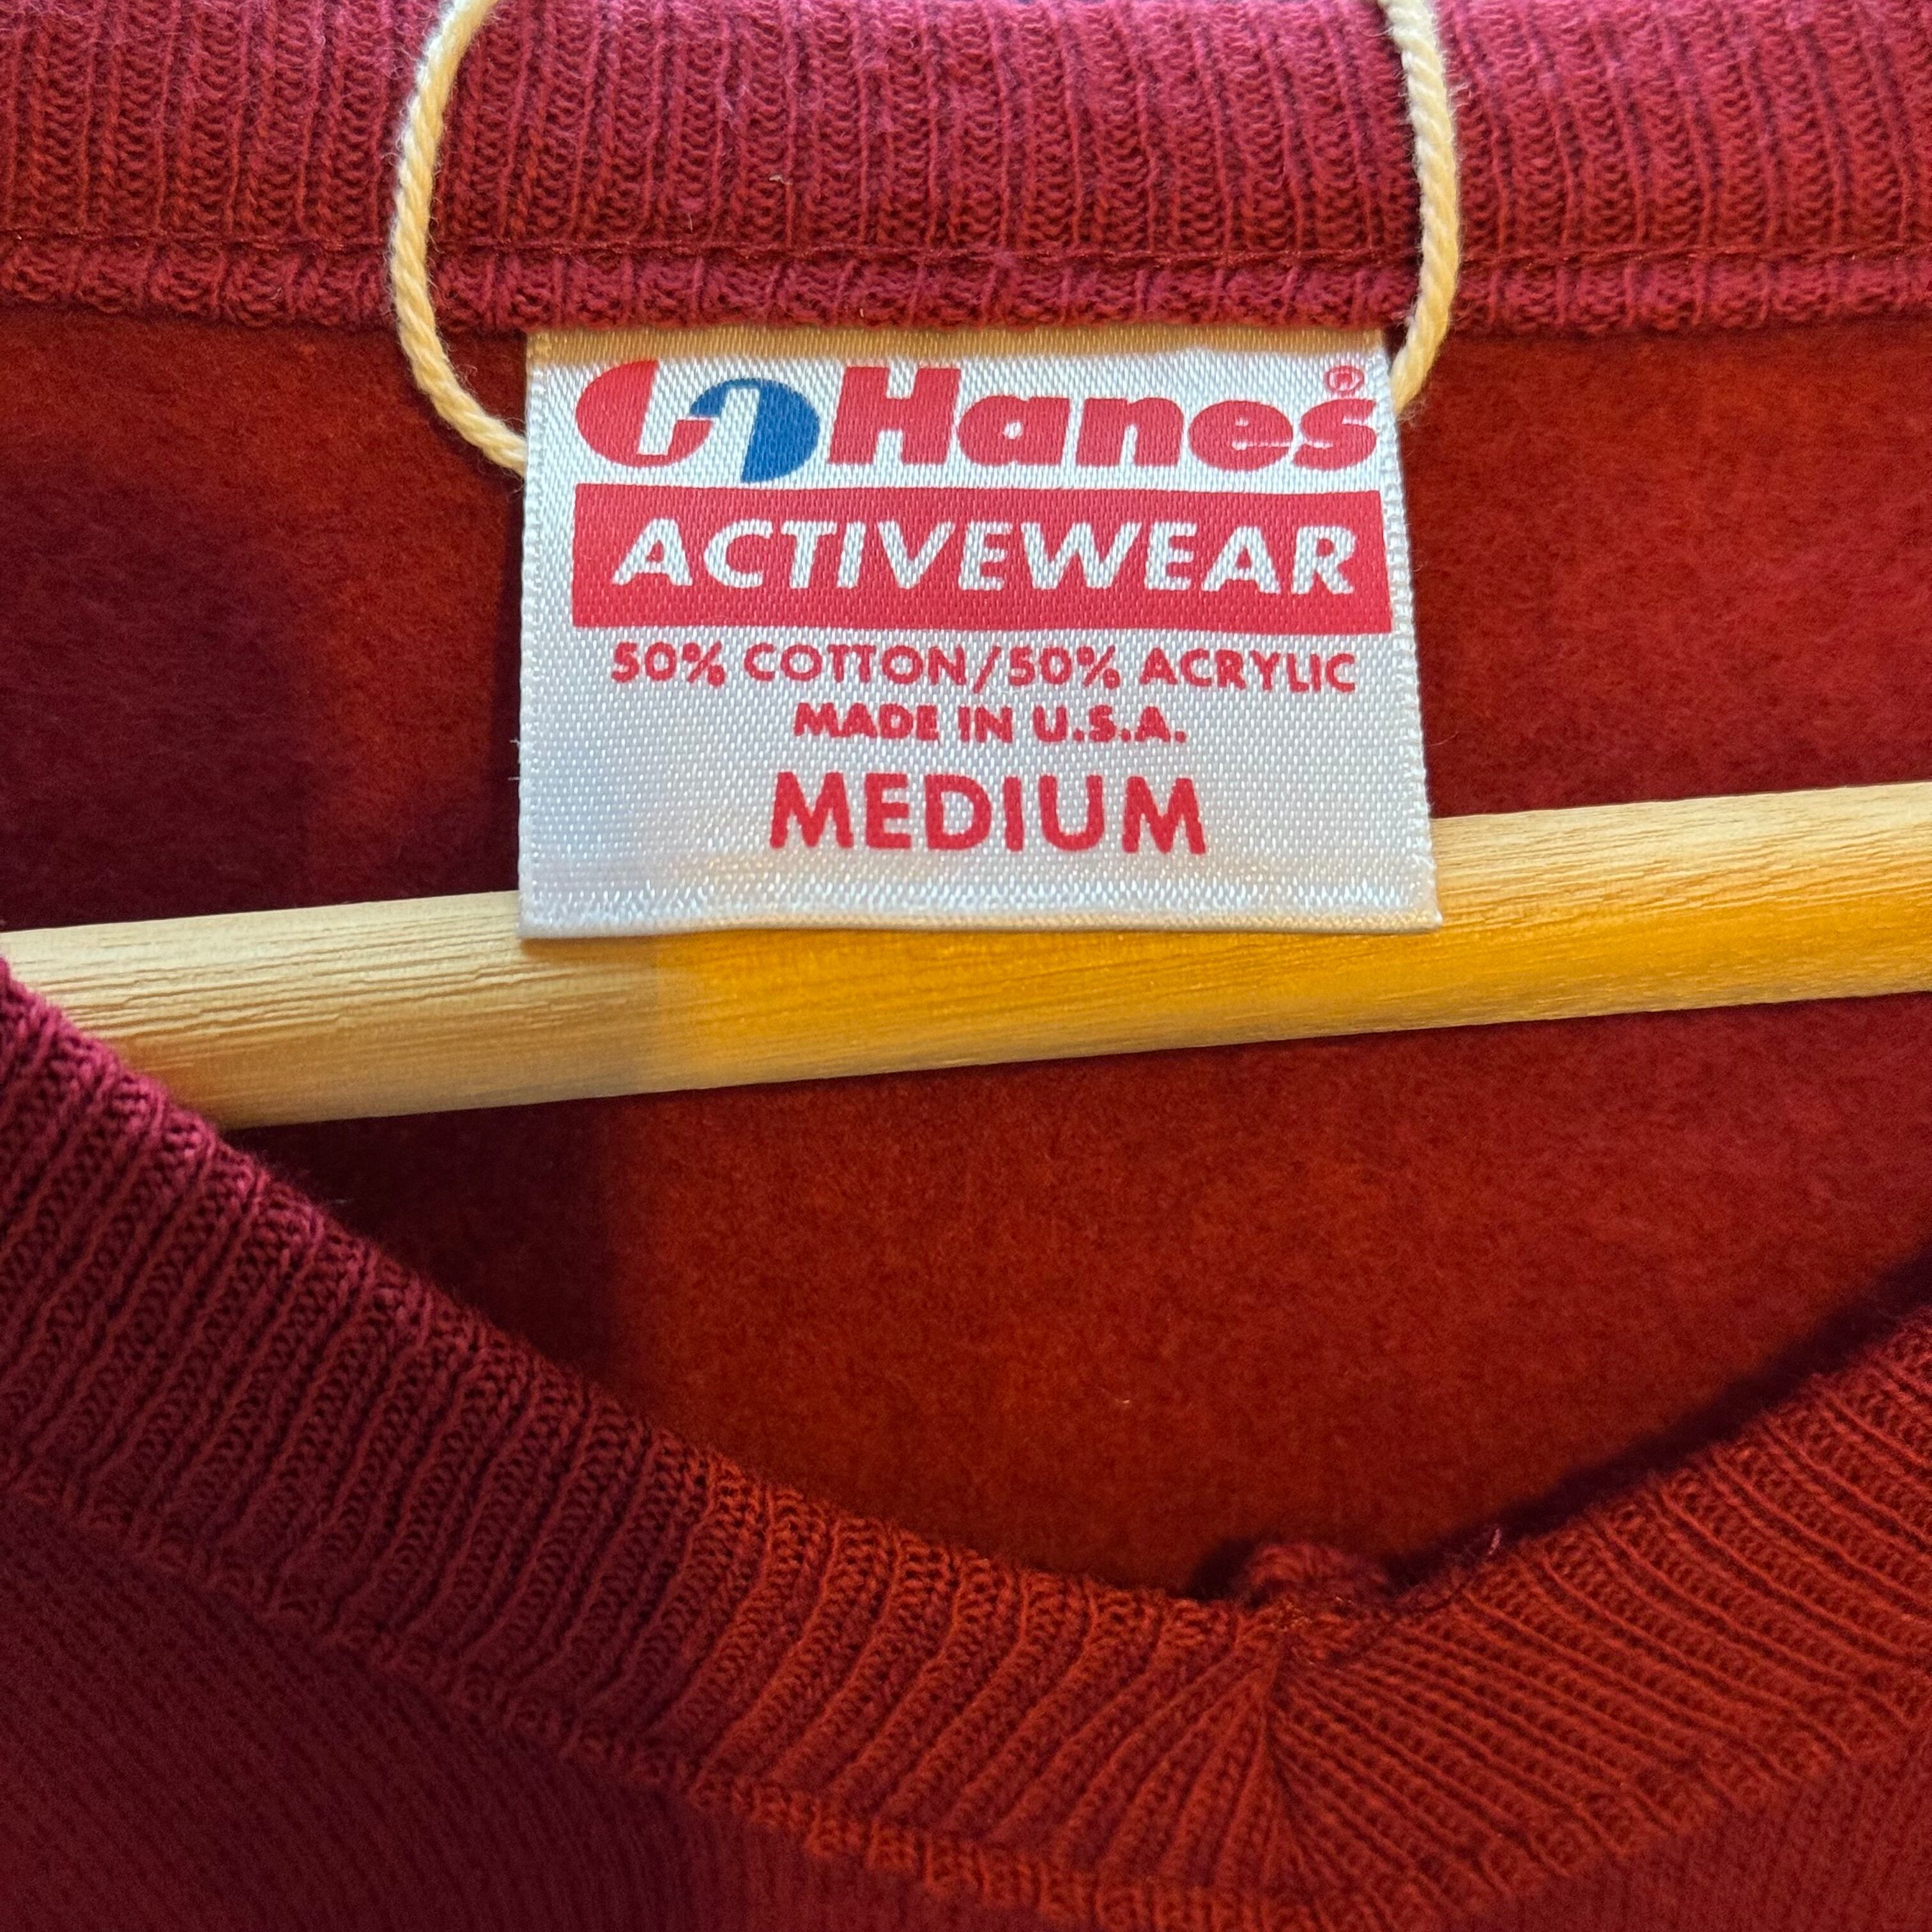 Hanes®
ACTIVEWEAR
50% COTTON/50% ACRYLIC
MADE IN U.S.A.
MEDIUM